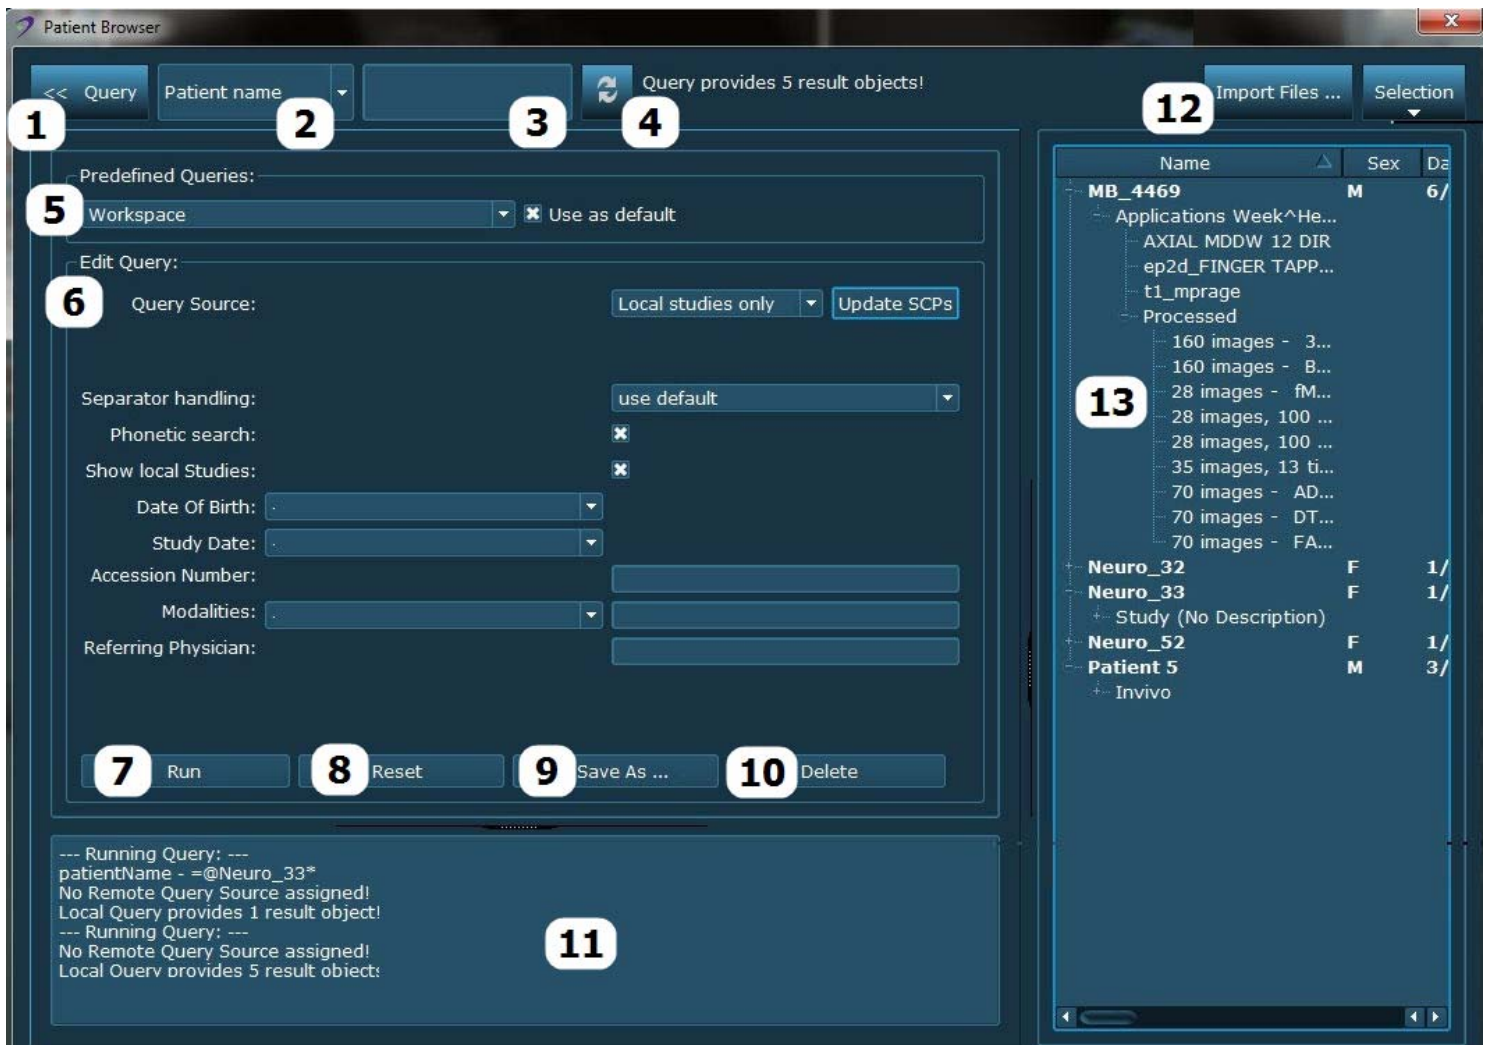 Patient Browser
x
<< Query
Patient name
Query provides 5 result objects!
Import Files ...
Selection
1
2
3
4
12
Predefined Queries:
5
Workspace
Use as default
Edit Query:
6
Query Source:
Local studies only
Update SCPs
Separator handling:
use default
Phonetic search:
Show local Studies:
Date Of Birth:
.
Study Date:
.
Accession Number:
Modalities:
.
Referring Physician:
7
Run
8
Reset
9
Save As ...
10
Delete
--- Running Query: ---
patientName - =@Neuro_33*
No Remote Query Source assigned!
Local Query provides 1 result object!
--- Running Query: ---
No Remote Query Source assigned!
Local Query provides 5 result objects
11
Name Sex Da
MB_4469 M 6/
Applications Week^He...
AXIAL MDDW 12 DIR
ep2d_FINGER TAPP...
t1_mprage
Processed
160 images - 3...
160 images - B...
28 images - fM...
28 images, 100 ...
28 images, 100 ...
35 images, 13 ti...
70 images - AD...
70 images - DT...
70 images - FA...
13
Neuro_32 F 1/
Neuro_33 F 1/
Study (No Description)
Neuro_52 F 1/
Patient 5 M 3/
Invivo